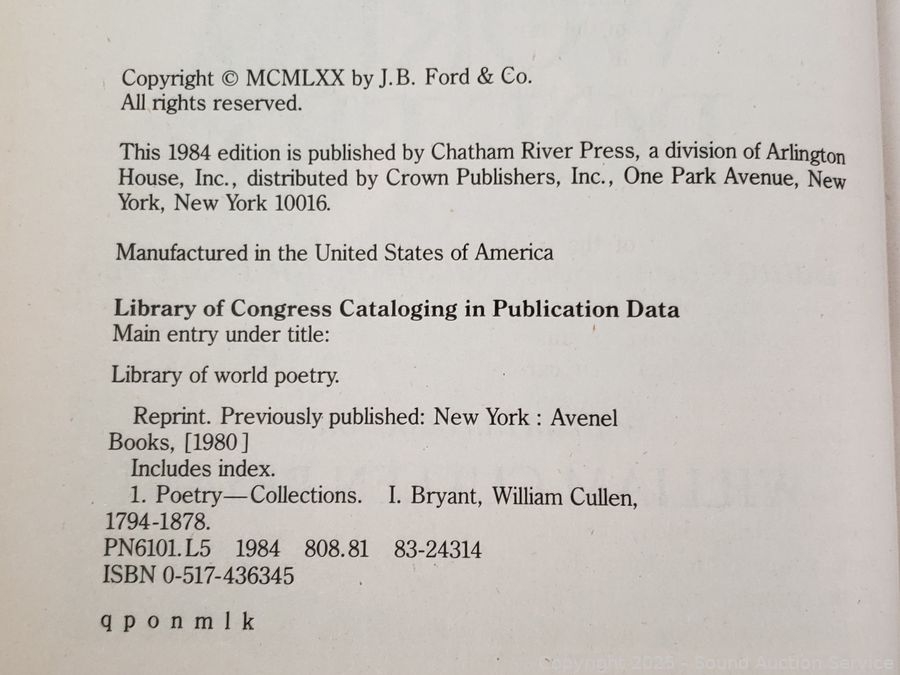 Copyright © MCMLXX by J.B. Ford & Co.
All rights reserved.
This 1984 edition is published by Chatham River Press, a division of Arlington
House, Inc., distributed by Crown Publishers, Inc., One Park Avenue, New
York, New York 10016.
Manufactured in the United States of America
Library of Congress Cataloging in Publication Data
Main entry under title:
Library of world poetry.
Reprint. Previously published: New York : Avenel
Books, [1980]
Includes index.
1. Poetry—Collections. I. Bryant, William Cullen,
1794-1878.
PN6101.L5 1984 808.81 83-24314
ISBN 0-517-436345
q p o n m l k
Copyright 2025 - Sound Auction Service